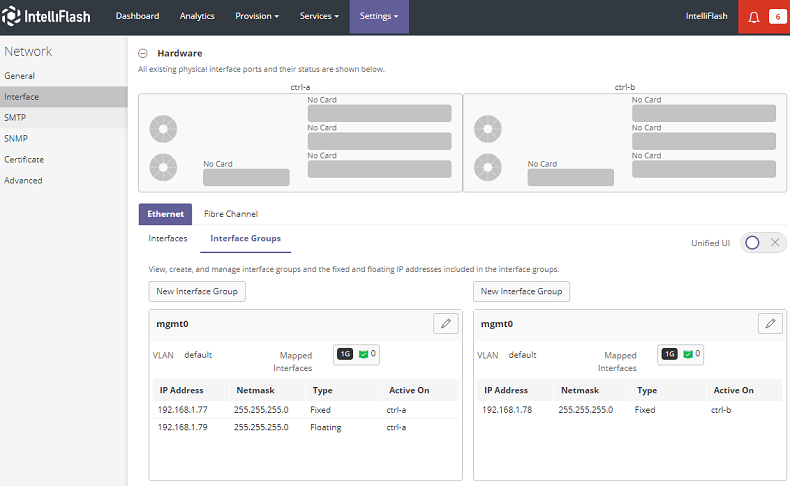 IntelliFlash Dashboard Analytics Provision Services Settings IntelliFlash 6
Network
General
Interface
SMTP
SNMP
Certificate
Advanced
Hardware
All existing physical interface ports and their status are shown below.
ctrl-a
No Card
No Card
No Card
No Card
ctrl-b
No Card
No Card
No Card
No Card
Ethernet Fibre Channel
Interfaces Interface Groups
Unified UI
View, create, and manage interface groups and the fixed and floating IP addresses included in the interface groups.
New Interface Group
mgmt0
VLAN default Mapped Interfaces 1G 0
IP Address Netmask Type Active On
192.168.1.77 255.255.255.0 Fixed ctrl-a
192.168.1.79 255.255.255.0 Floating ctrl-a
New Interface Group
mgmt0
VLAN default Mapped Interfaces 1G 0
IP Address Netmask Type Active On
192.168.1.78 255.255.255.0 Fixed ctrl-b